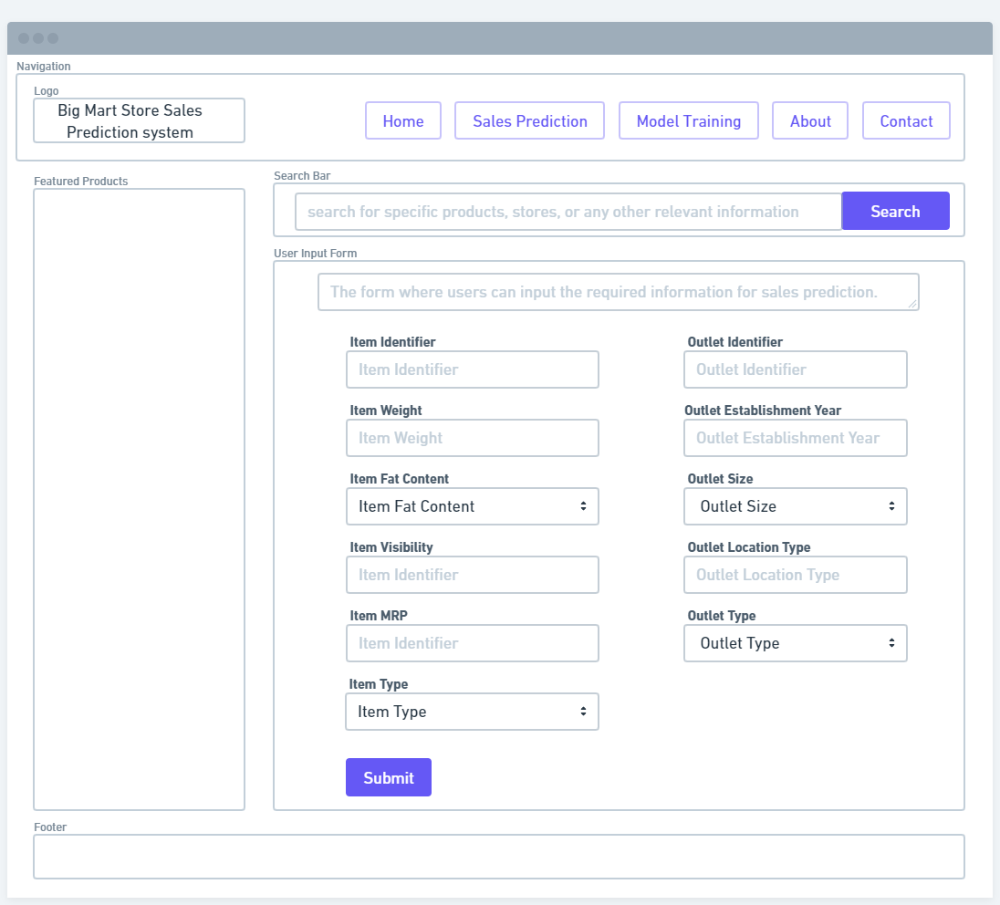 Navigation
Logo
Big Mart Store Sales
Prediction system
Home
Sales Prediction
Model Training
About
Contact
Featured Products
Search Bar
search for specific products, stores, or any other relevant information
Search
User Input Form
The form where users can input the required information for sales prediction.
Item Identifier
Item Identifier
Outlet Identifier
Outlet Identifier
Item Weight
Item Weight
Outlet Establishment Year
Outlet Establishment Year
Item Fat Content
Item Fat Content
Outlet Size
Outlet Size
Item Visibility
Item Identifier
Outlet Location Type
Outlet Location Type
Item MRP
Item Identifier
Outlet Type
Outlet Type
Item Type
Item Type
Submit
Footer